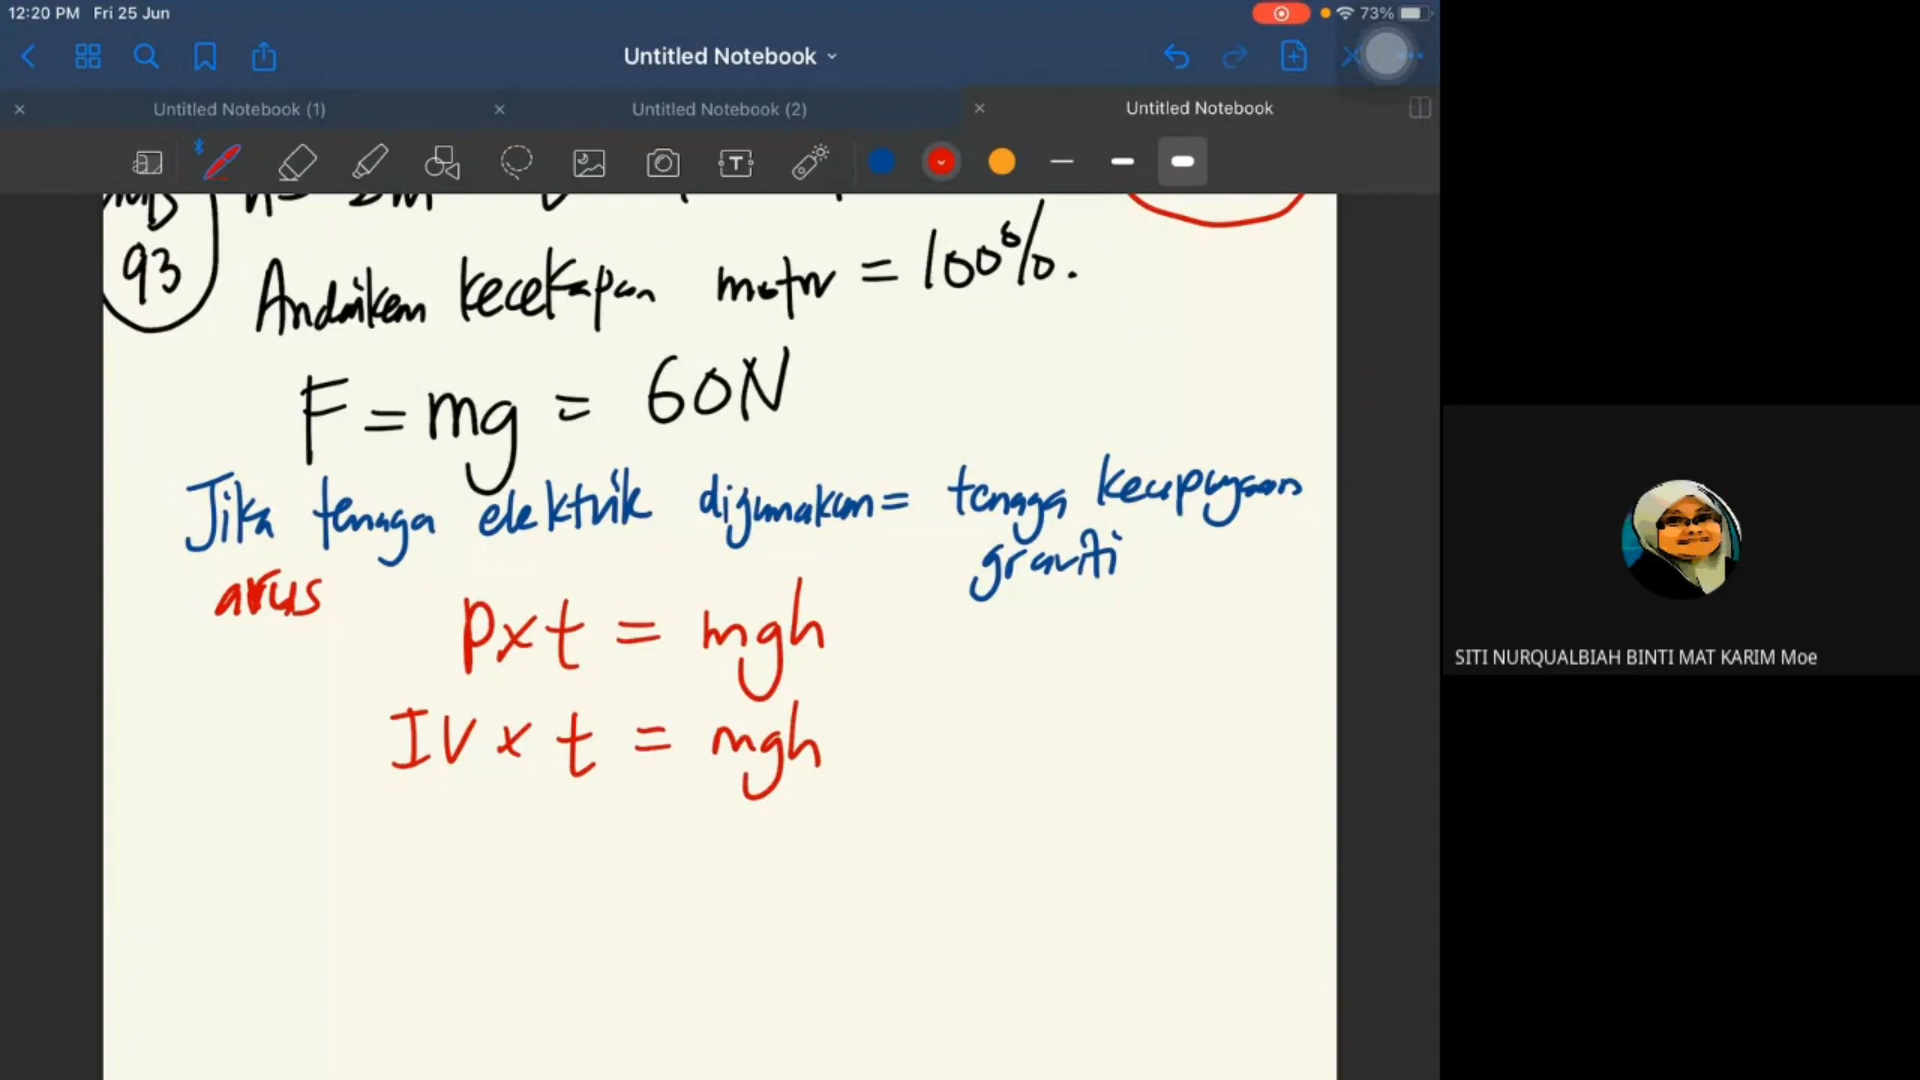 12:20 PM Fri 25 Jun
73%
Untitled Notebook
Untitled Notebook (1)
Untitled Notebook (2)
Untitled Notebook
T
93
Andaikan kecekapan motor = 100%.
F = mg = 60N
Jika tenaga elektrik digunakan = tenaga keupayaan
graviti
arus
P x t = mgh
IV x t = mgh
SITI NURQUALBIAH BINTI MAT KARIM Moe